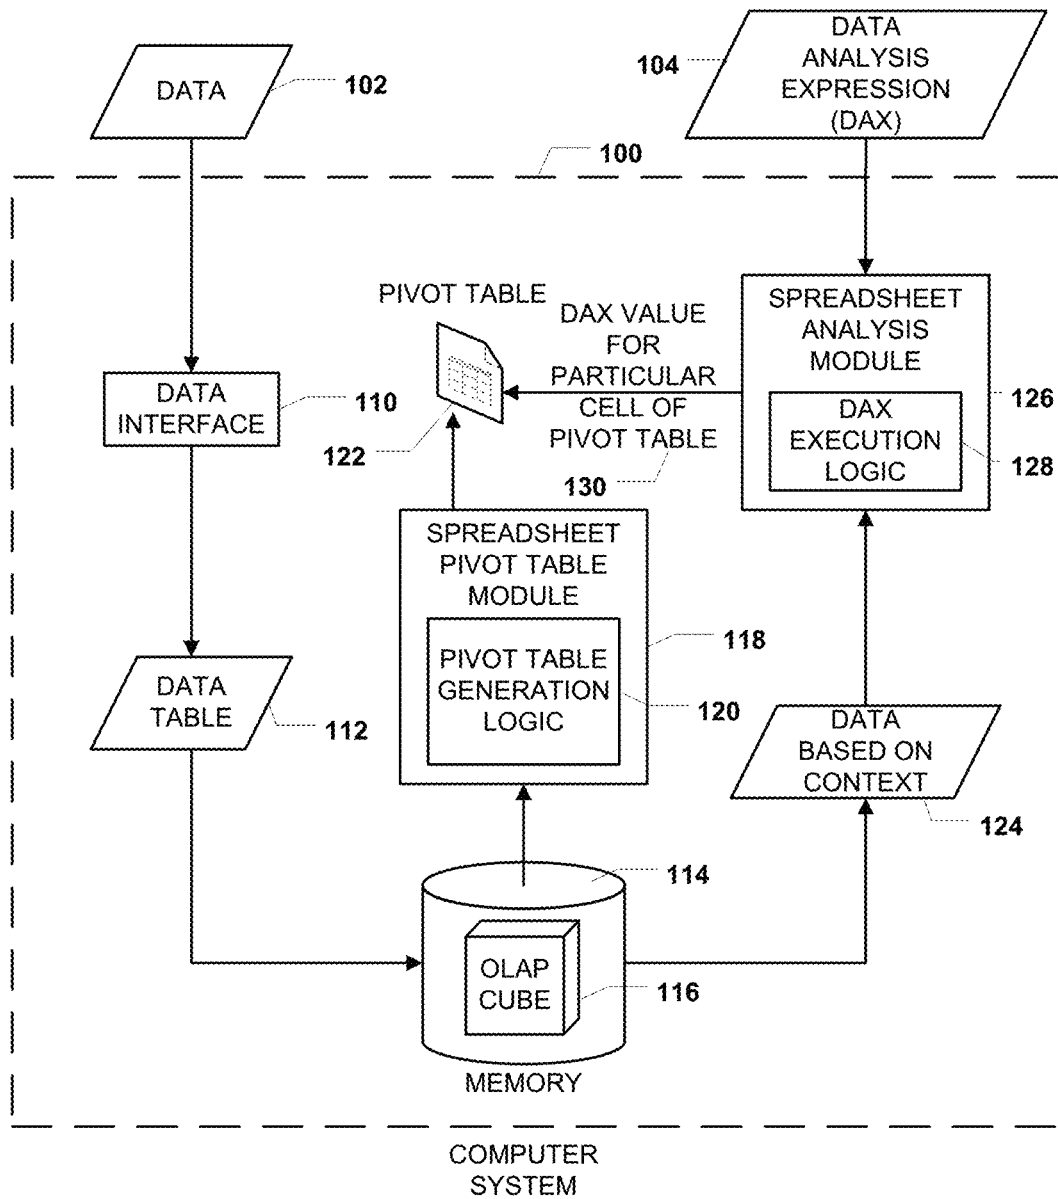 DATA
102
104
DATA
ANALYSIS
EXPRESSION
(DAX)
100
PIVOT TABLE
122
DAX VALUE
FOR
PARTICULAR
CELL OF
PIVOT TABLE
130
SPREADSHEET
ANALYSIS
MODULE
126
DAX
EXECUTION
LOGIC
128
DATA
INTERFACE
110
SPREADSHEET
PIVOT TABLE
MODULE
118
PIVOT TABLE
GENERATION
LOGIC
120
DATA
TABLE
112
DATA
BASED ON
CONTEXT
124
114
OLAP
CUBE
116
MEMORY
COMPUTER
SYSTEM